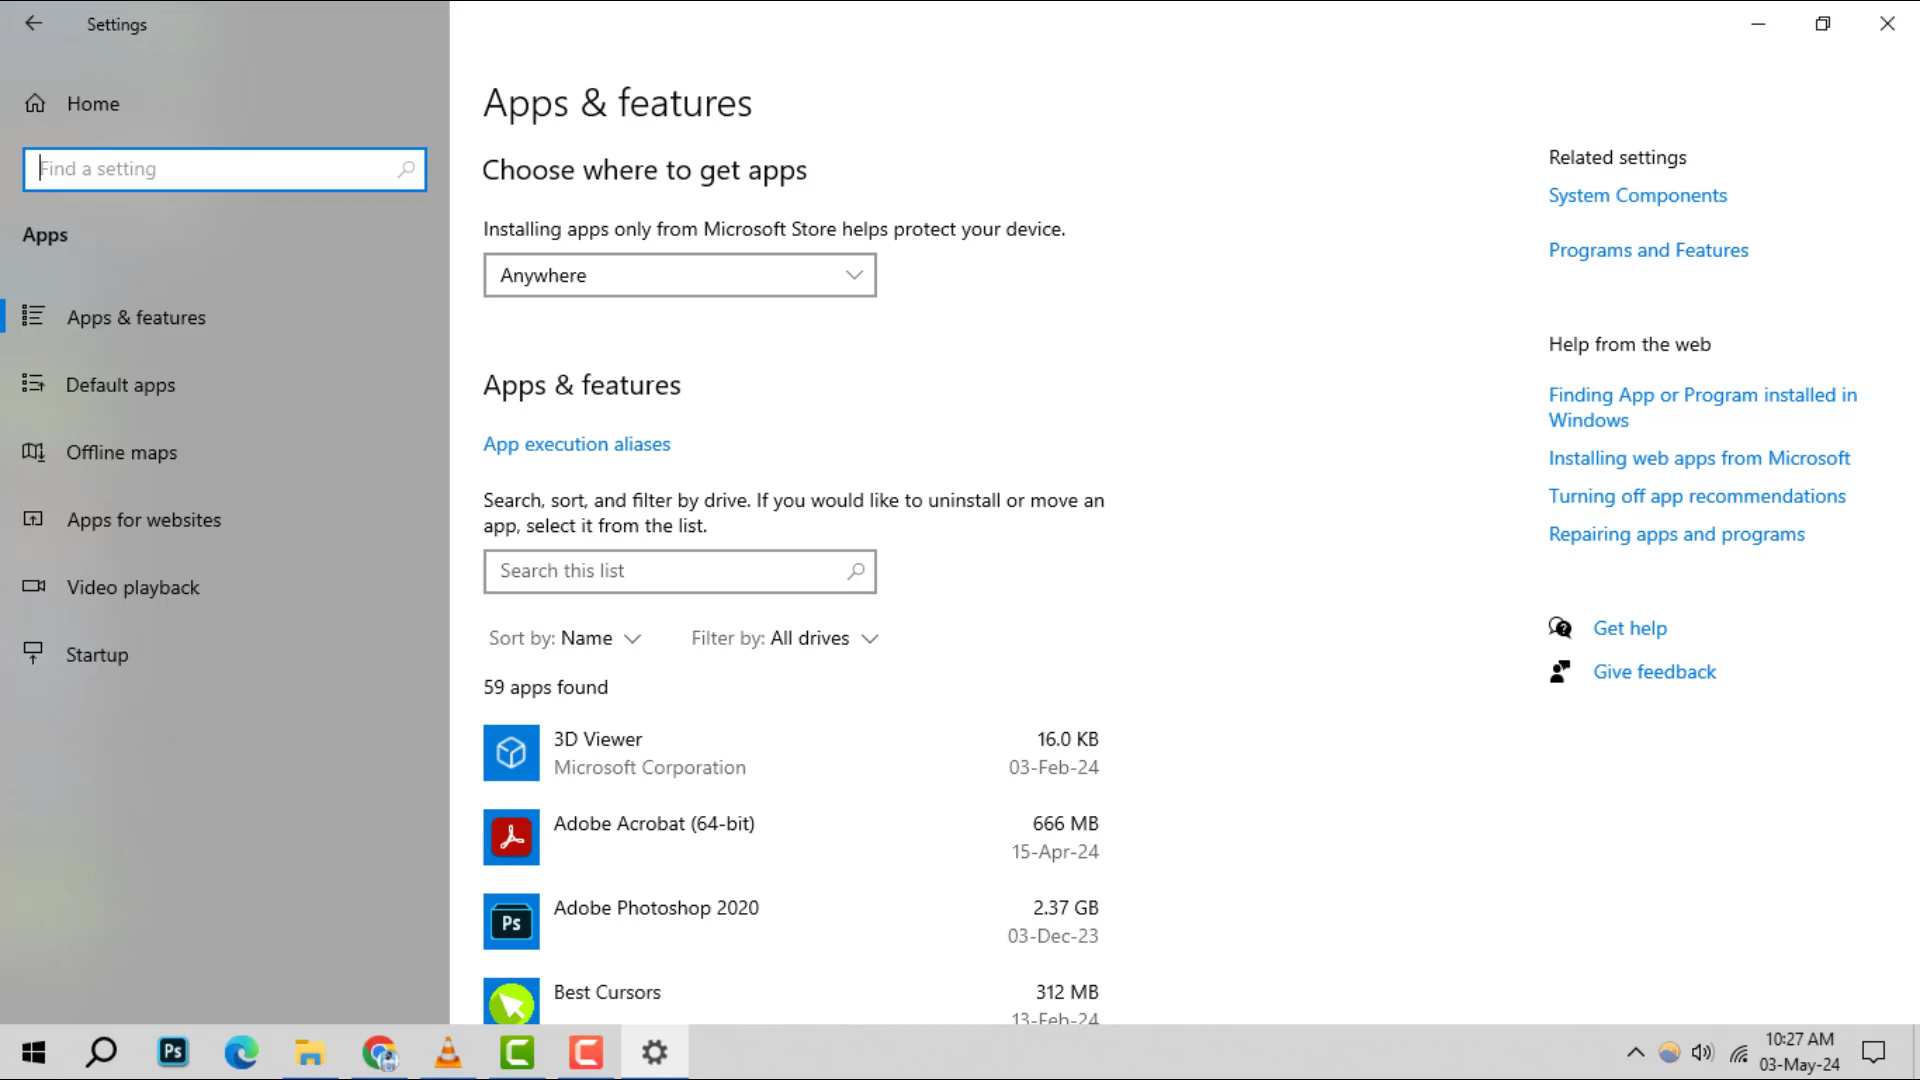 Settings
Home
Find a setting
Apps
Apps & features
Default apps
Offline maps
Apps for websites
Video playback
Startup
Apps & features
Choose where to get apps
Installing apps only from Microsoft Store helps protect your device.
Anywhere
Apps & features
App execution aliases
Search, sort, and filter by drive. If you would like to uninstall or move an
app, select it from the list.
Search this list
Sort by: Name Filter by: All drives
59 apps found
3D Viewer 16.0 KB
Microsoft Corporation 03-Feb-24
Adobe Acrobat (64-bit) 666 MB
15-Apr-24
Ps Adobe Photoshop 2020 2.37 GB
03-Dec-23
Best Cursors 312 MB
13-Feb-24
Related settings
System Components
Programs and Features
Help from the web
Finding App or Program installed in
Windows
Installing web apps from Microsoft
Turning off app recommendations
Repairing apps and programs
Get help
Give feedback
Ps
10:27 AM
03-May-24